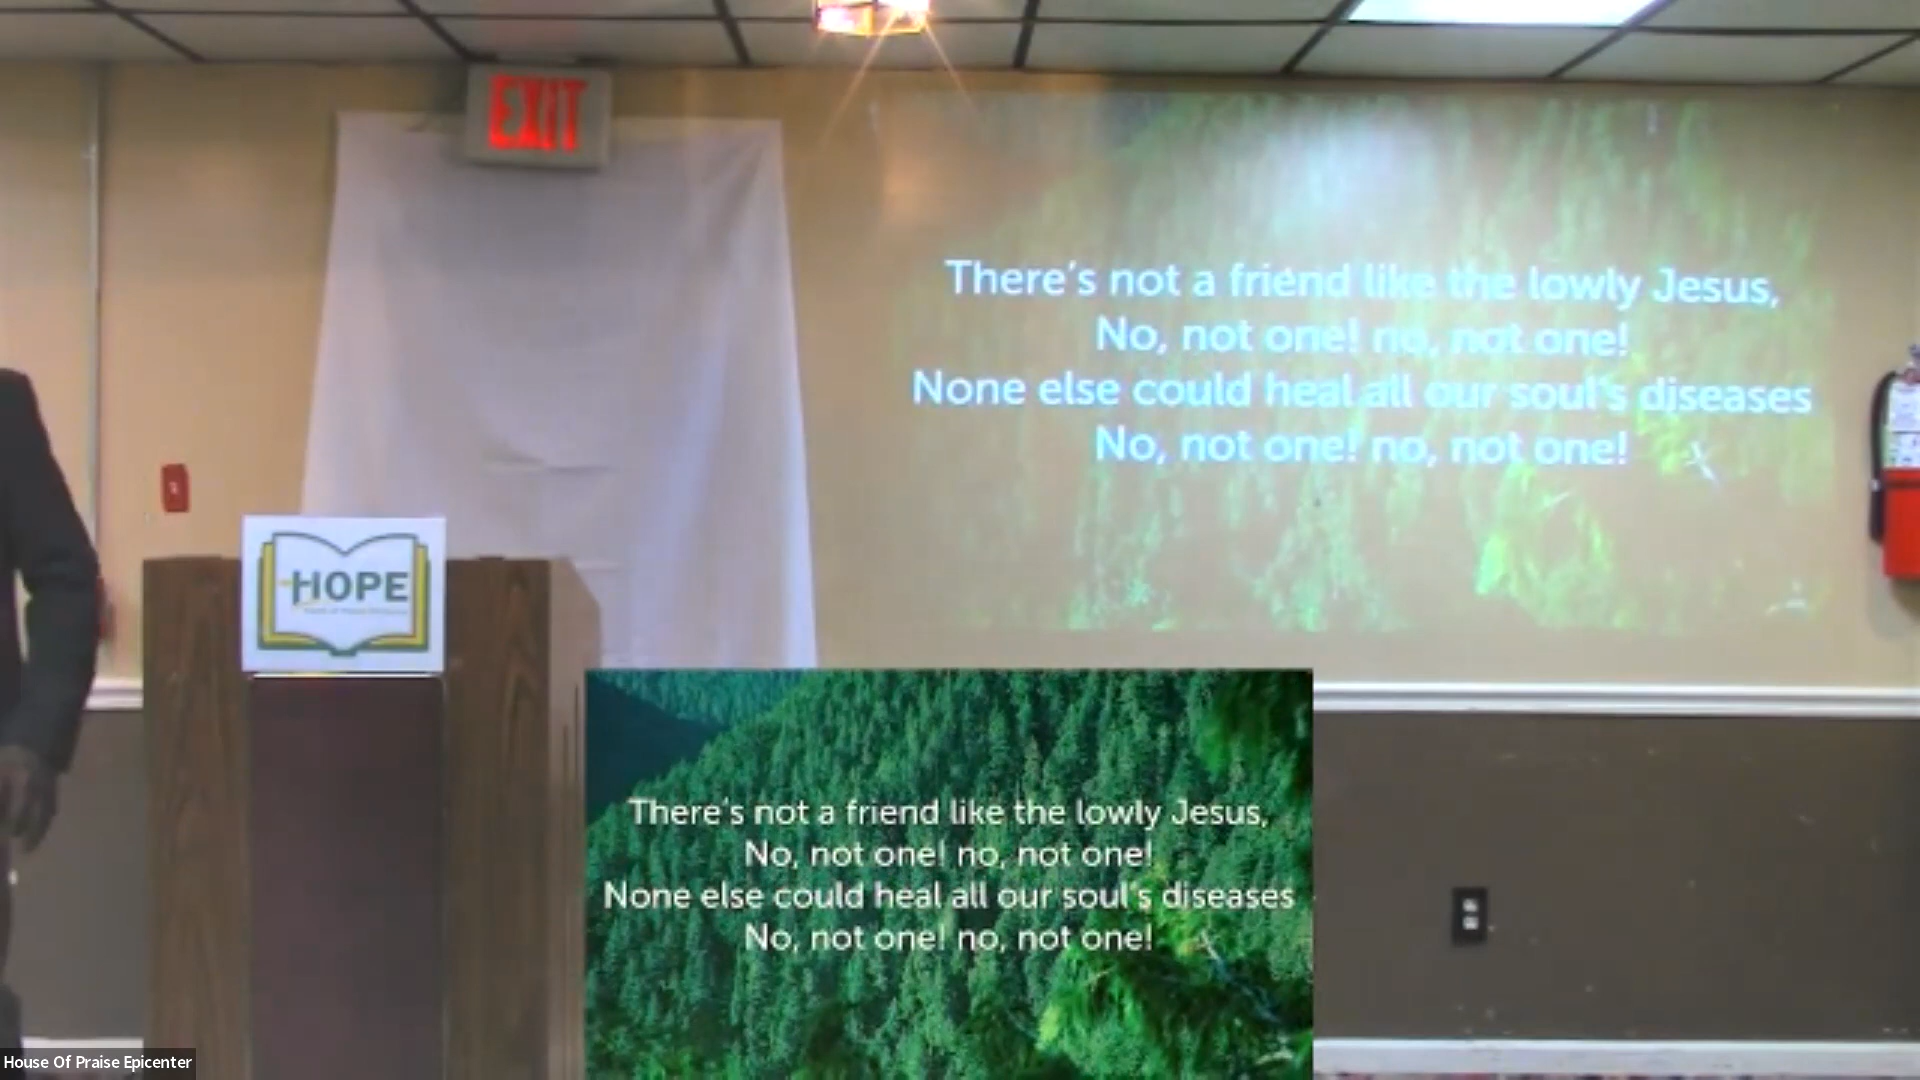 EXIT
There's not a friend like the lowly Jesus,
No, not one! no, not one!
None else could heal all our soul's diseases
No, not one! no, not one!
HOPE
There's not a friend like the lowly Jesus,
No, not one! no, not one!
None else could heal all our soul's diseases
No, not one! no, not one!
House Of Praise Epicenter